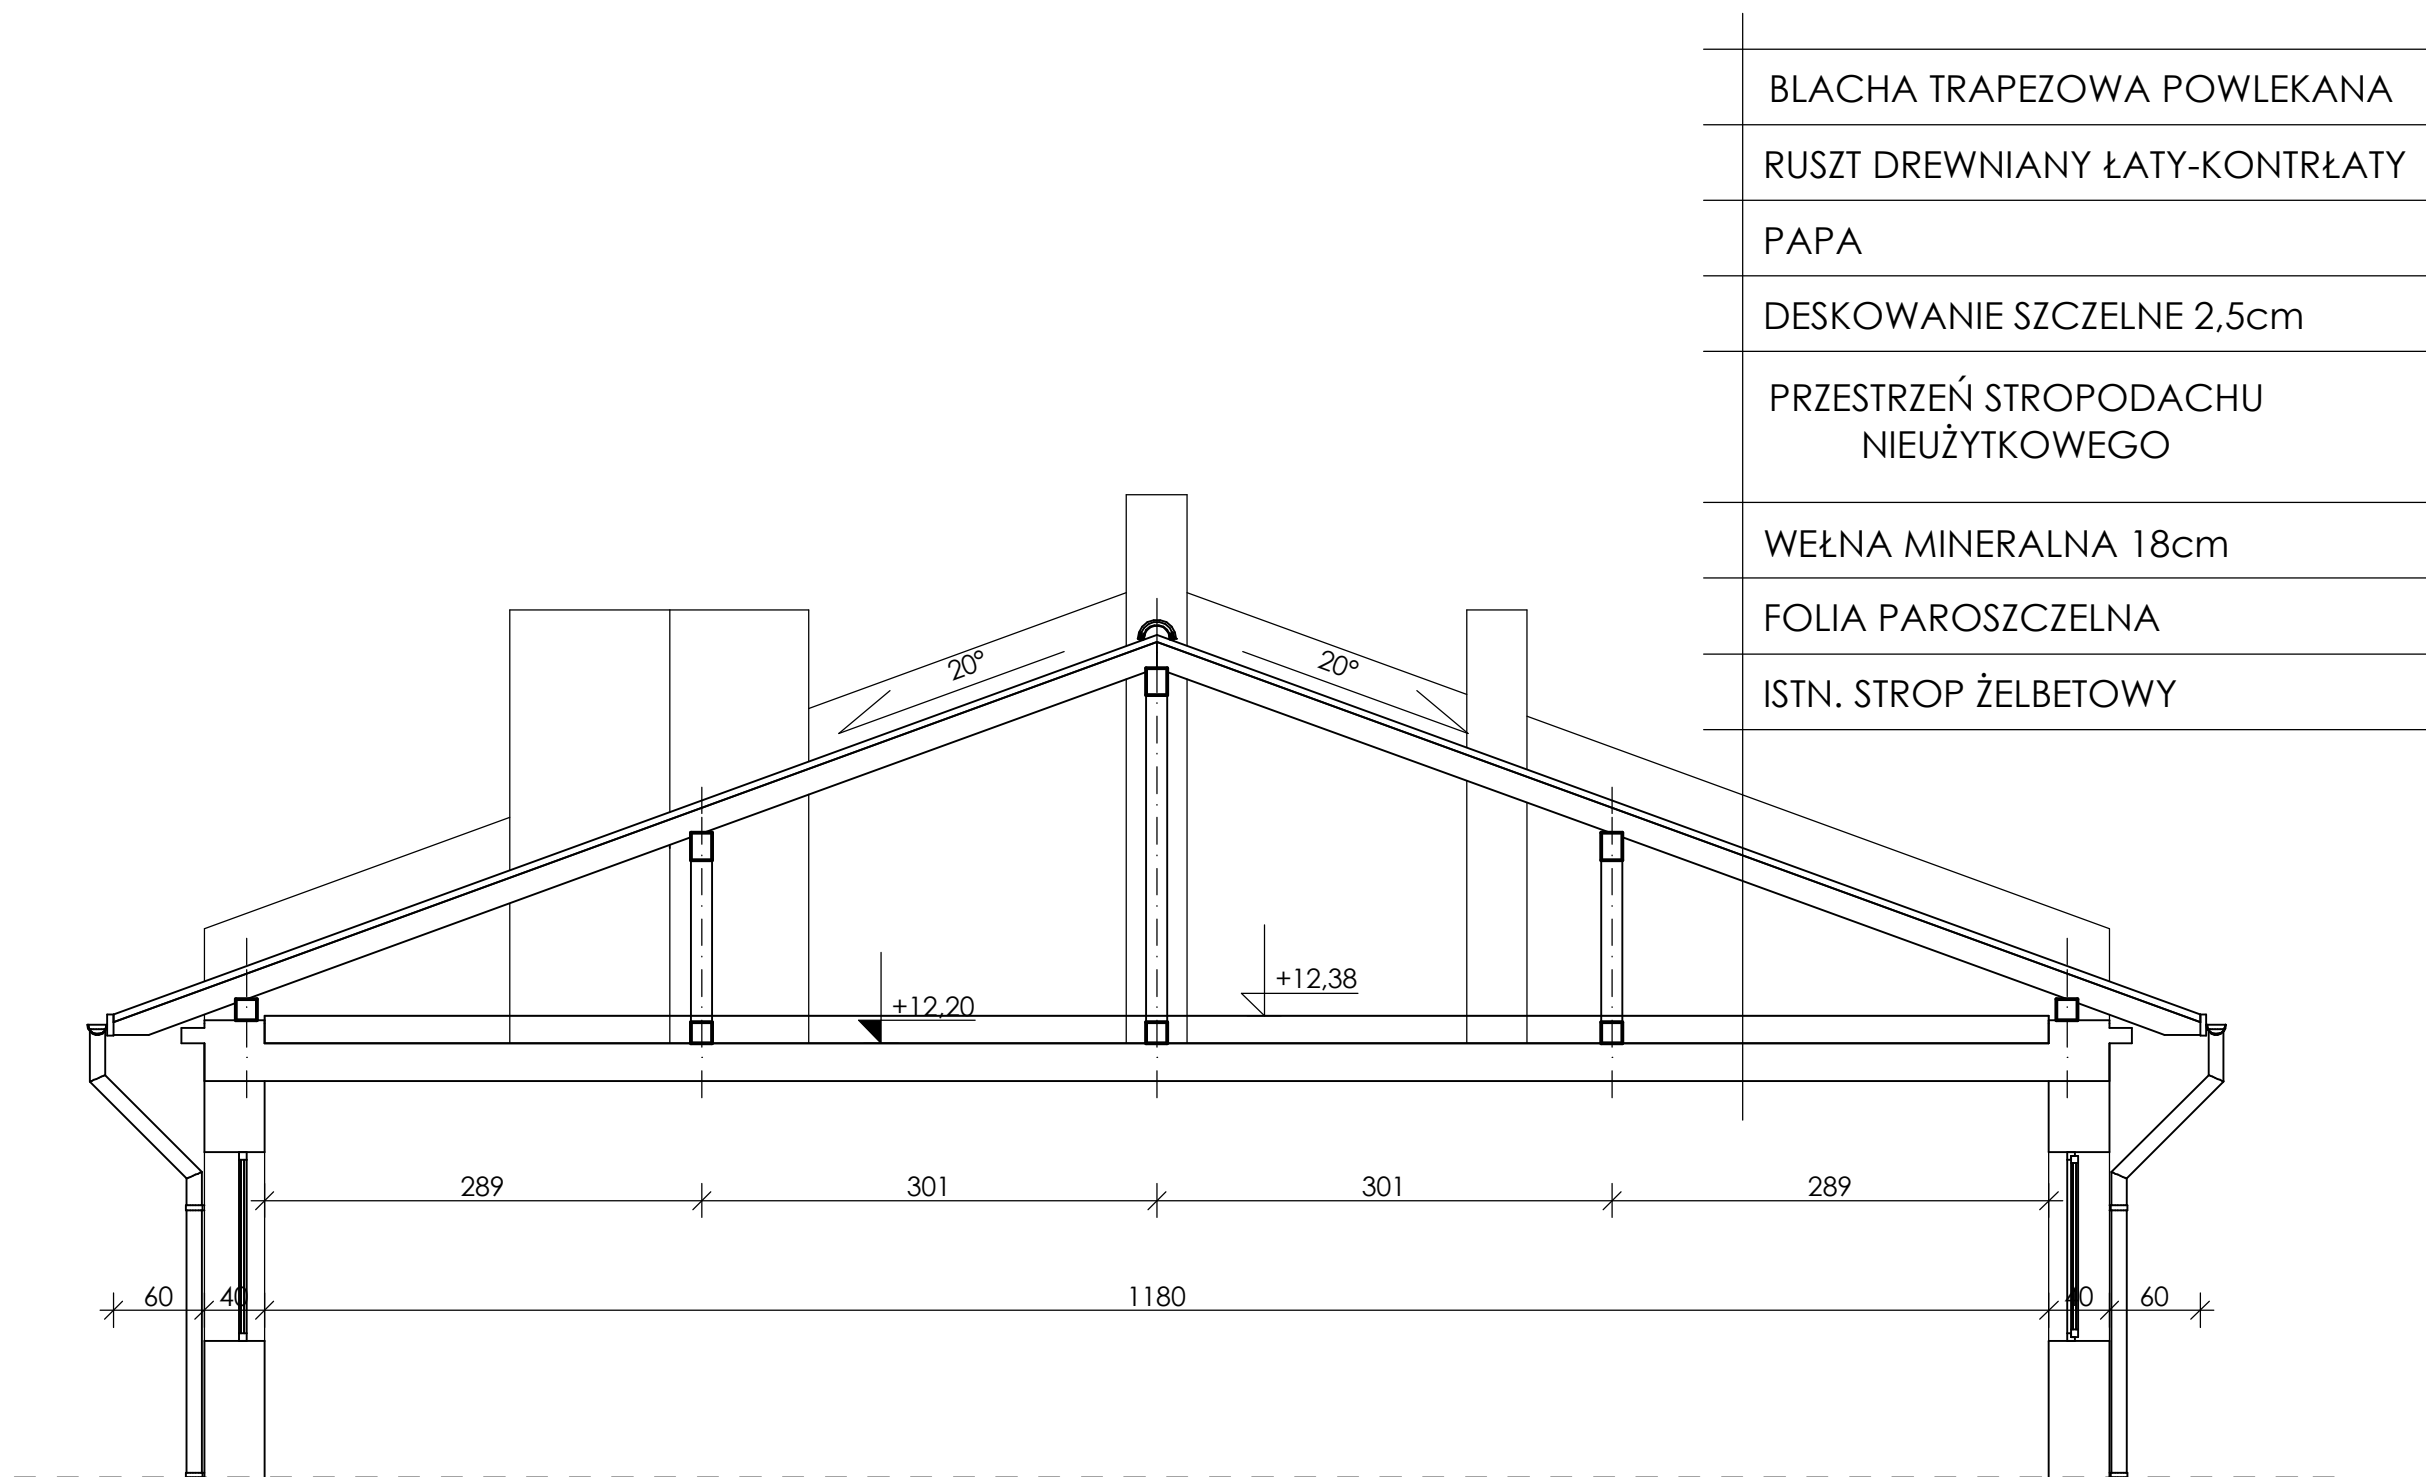 BLACHA TRAPEZOWA POWLEKANA
RUSZT DREWNIANY ŁATY-KONTRŁATY
PAPA
DESKOWANIE SZCZELNE 2,5cm
PRZESTRZEŃ STROPODACHU
NIEUŻYTKOWEGO
WEŁNA MINERALNA 18cm
FOLIA PAROSZCZELNA
ISTN. STROP ŻELBETOWY
20° 20°
+12,20 +12,38
289 301 301 289
60 40 1180 40 60